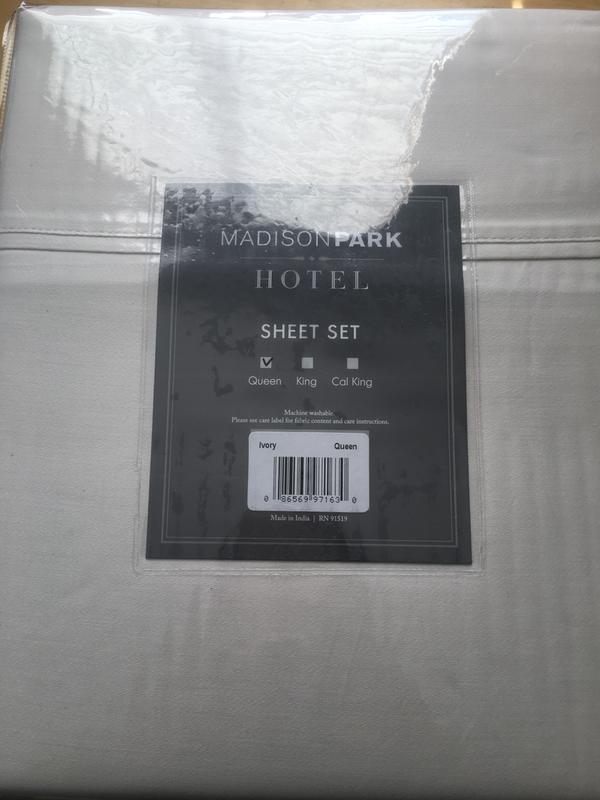 MADISONPARK
HOTEL
SHEET SET
Queen King Cal King
Machine washable.
Please see care label for fabric content and care instructions.
Ivory Queen
0 86569 97163 0
Made in India | RN 91519